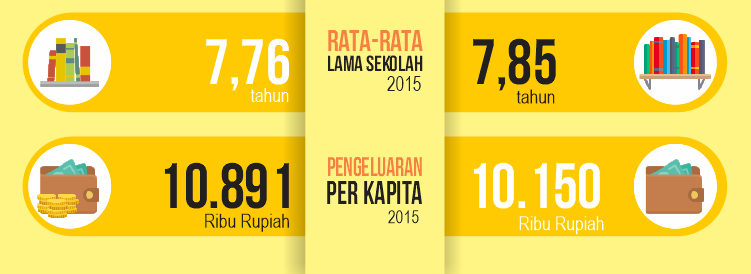 7,76
tahun
RATA-RATA
LAMA SEKOLAH
2015
7,85
tahun
10.891
Ribu Rupiah
PENGELUARAN
PER KAPITA
2015
10.150
Ribu Rupiah